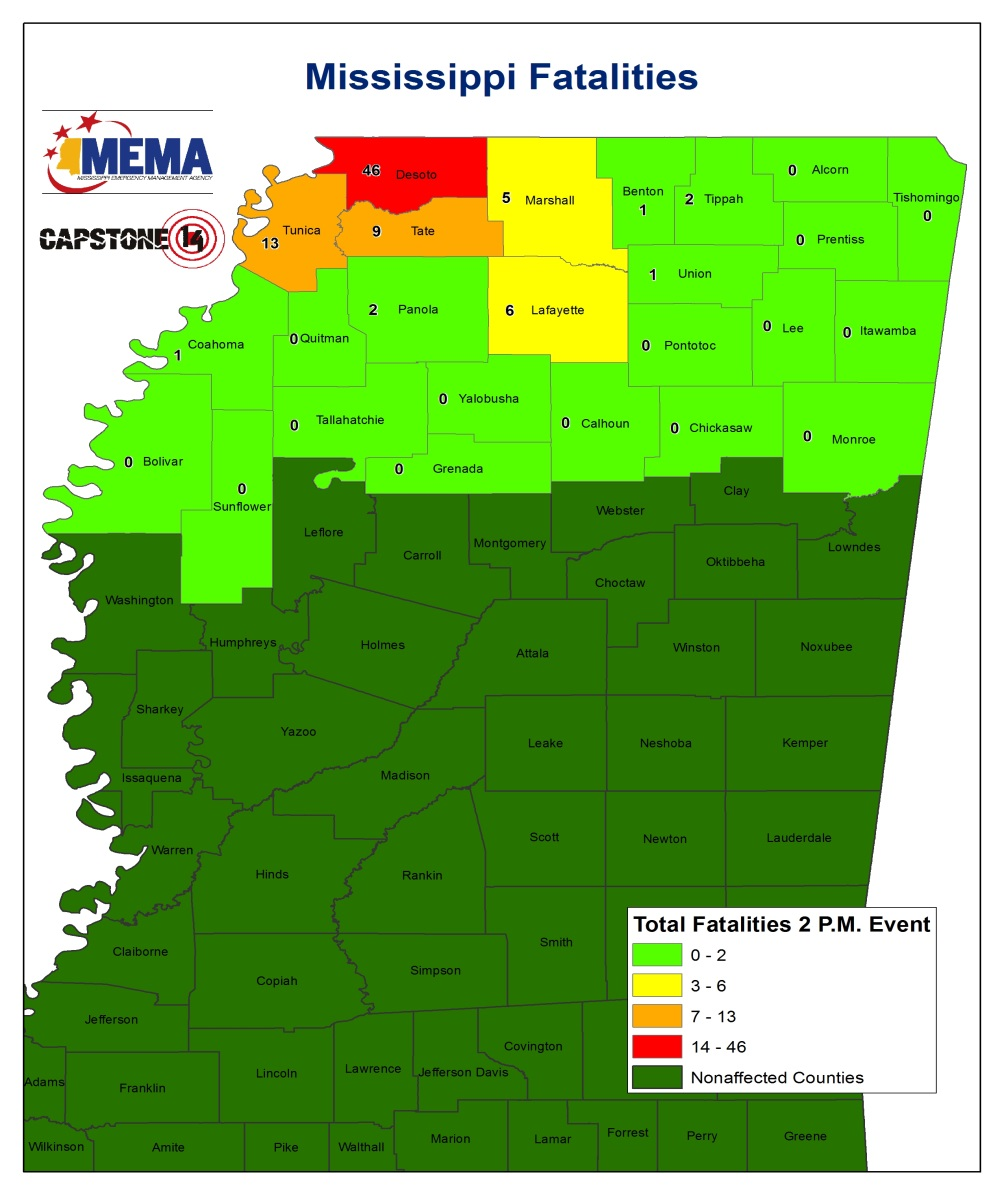 Mississippi Fatalities
MEMA
MISSISSIPPI EMERGENCY MANAGEMENT AGENCY
CAPSTONE 14
46 Desoto
5 Marshall
Benton
1
2 Tippah
0 Alcorn
Tishomingo
0
13 Tunica
9 Tate
0 Prentiss
1 Union
2 Panola
6 Lafayette
1 Coahoma
0 Quitman
0 Pontotoc
0 Lee
0 Itawamba
0 Tallahatchie
0 Yalobusha
0 Calhoun
0 Chickasaw
0 Monroe
0 Bolivar
0
Sunflower
0 Grenada
Leflore
Carroll
Montgomery
Webster
Clay
Lowndes
Oktibbeha
Choctaw
Washington
Humphreys
Holmes
Attala
Winston
Noxubee
Sharkey
Yazoo
Leake
Neshoba
Kemper
Issaquena
Madison
Warren
Hinds
Rankin
Scott
Newton
Lauderdale
Claiborne
Copiah
Simpson
Smith
Jefferson
Adams
Franklin
Lincoln
Lawrence
Jefferson Davis
Covington
Wilkinson
Amite
Pike
Walthall
Marion
Lamar
Forrest
Perry
Greene
Total Fatalities 2 P.M. Event
0 - 2
3 - 6
7 - 13
14 - 46
Nonaffected Counties